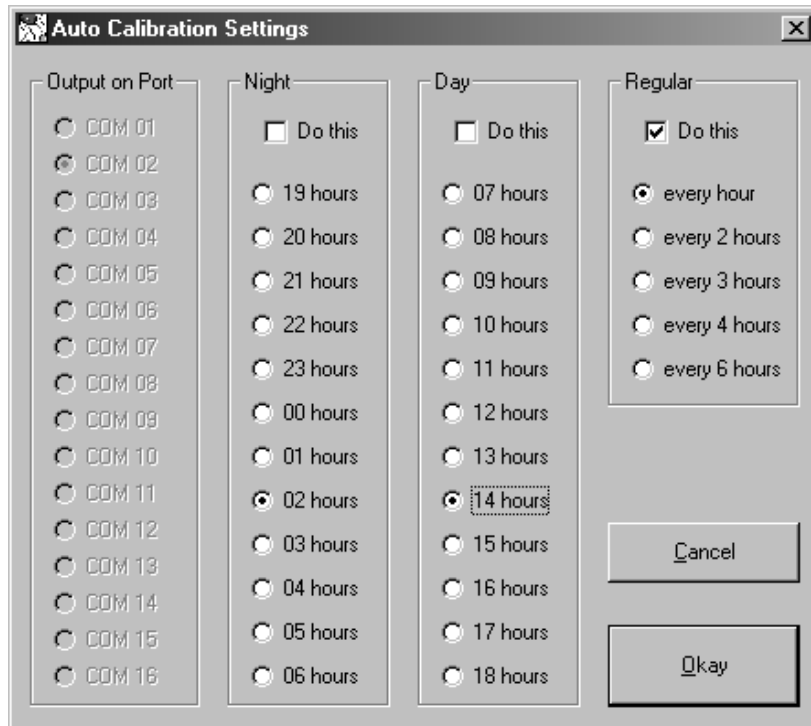 Auto Calibration Settings
Output on Port
COM 01
COM 02
COM 03
COM 04
COM 05
COM 06
COM 07
COM 08
COM 09
COM 10
COM 11
COM 12
COM 13
COM 14
COM 15
COM 16
Night
Do this
19 hours
20 hours
21 hours
22 hours
23 hours
00 hours
01 hours
02 hours
03 hours
04 hours
05 hours
06 hours
Day
Do this
07 hours
08 hours
09 hours
10 hours
11 hours
12 hours
13 hours
14 hours
15 hours
16 hours
17 hours
18 hours
Regular
Do this
every hour
every 2 hours
every 3 hours
every 4 hours
every 6 hours
Cancel
Okay